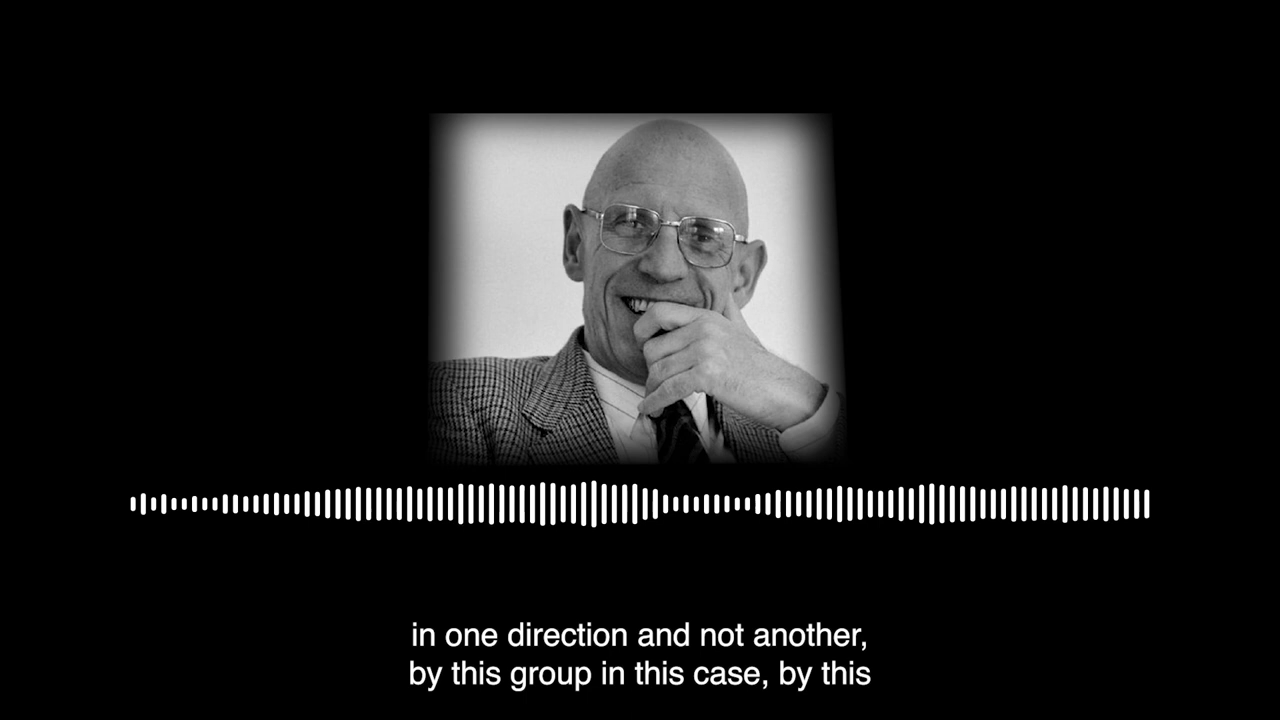 in one direction and not another,
by this group in this case, by this